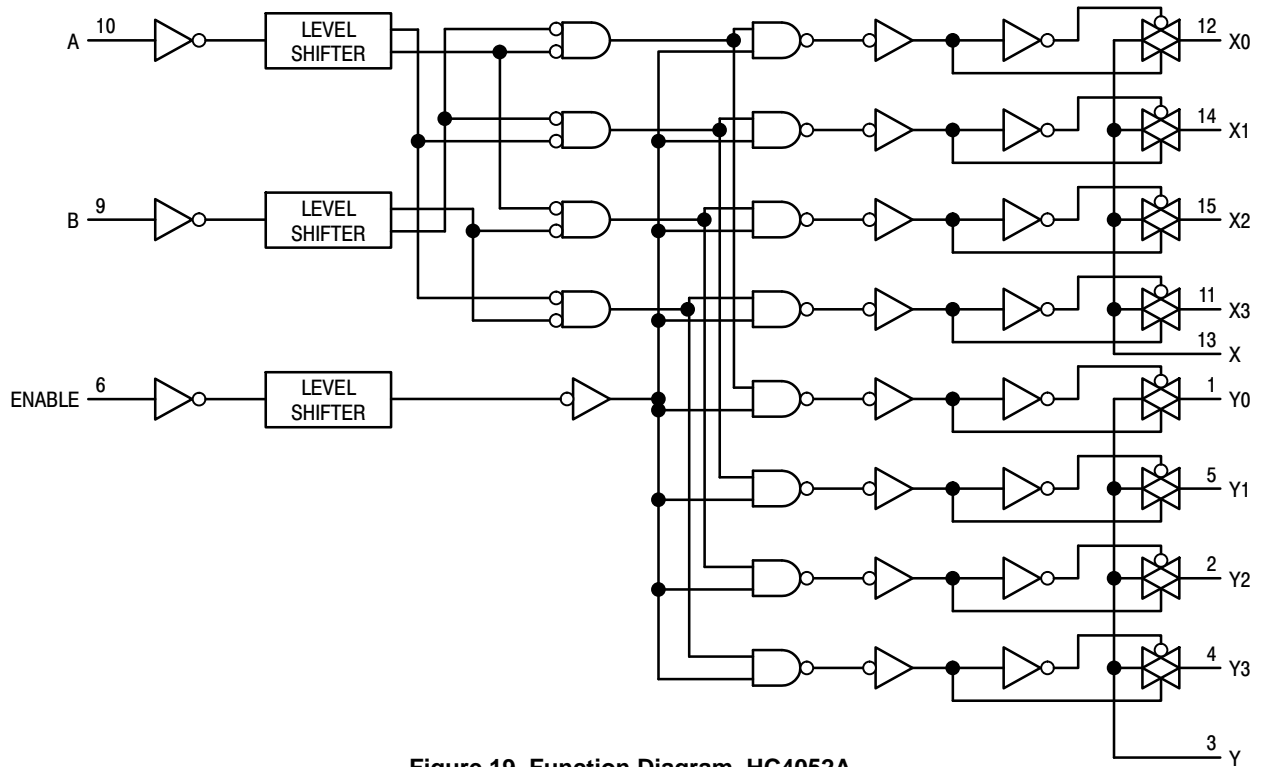 A
10
LEVEL
SHIFTER
12
X0
14
X1
B
9
LEVEL
SHIFTER
15
X2
11
X3
13
X
ENABLE
6
LEVEL
SHIFTER
1
Y0
5
Y1
2
Y2
4
Y3
3
Y
Figure 19. Function Diagram, HC4052A